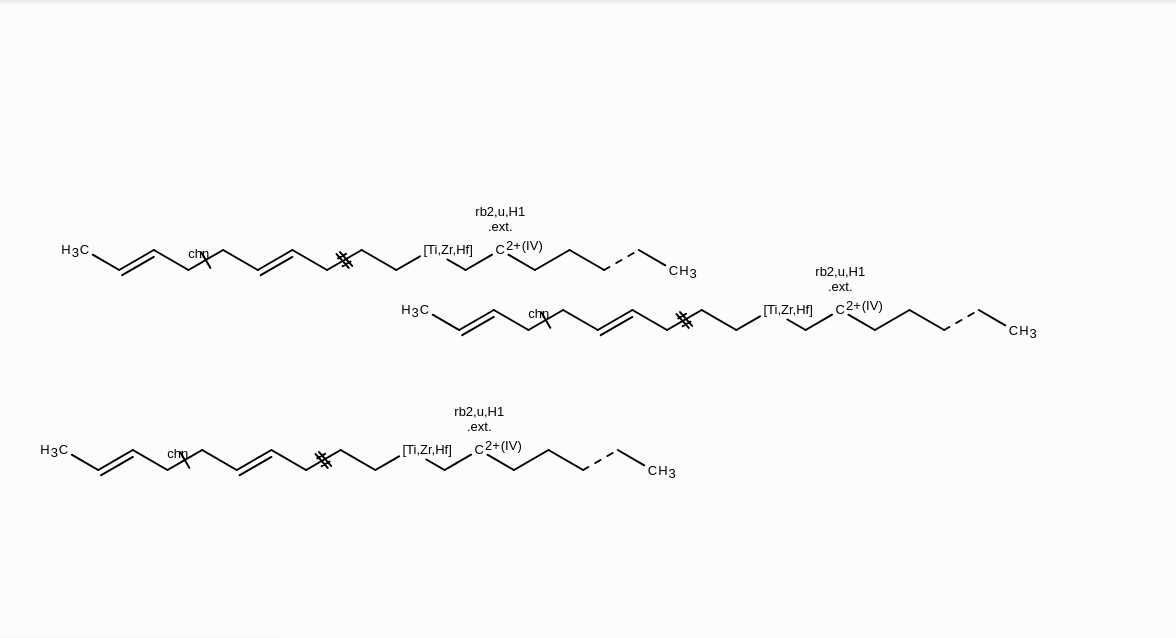 rb2,u,H1
.ext.
H3C chn [Ti,Zr,Hf] C2+(IV) CH3
rb2,u,H1
.ext.
H3C chn [Ti,Zr,Hf] C2+(IV) CH3
rb2,u,H1
.ext.
H3C chn [Ti,Zr,Hf] C2+(IV) CH3